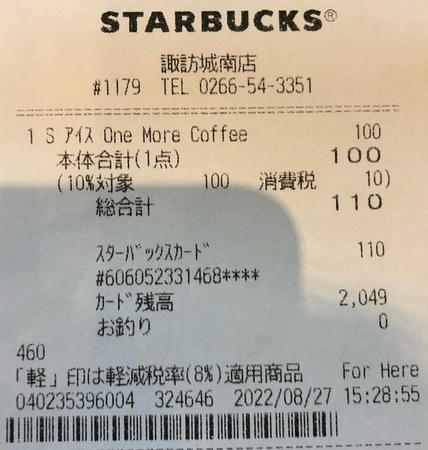 STARBUCKS®
諏訪城南店
#1179 TEL 0266-54-3351
1 S アイス One More Coffee 100
本体合計(1点) 100
(10%対象 100 消費税 10)
総合計 110
スターバックスカード 110
#606052331468****
カード残高 2,049
お釣り 0
460
「軽」印は軽減税率(8%)適用商品 For Here
040235396004 324646 2022/08/27 15:28:55